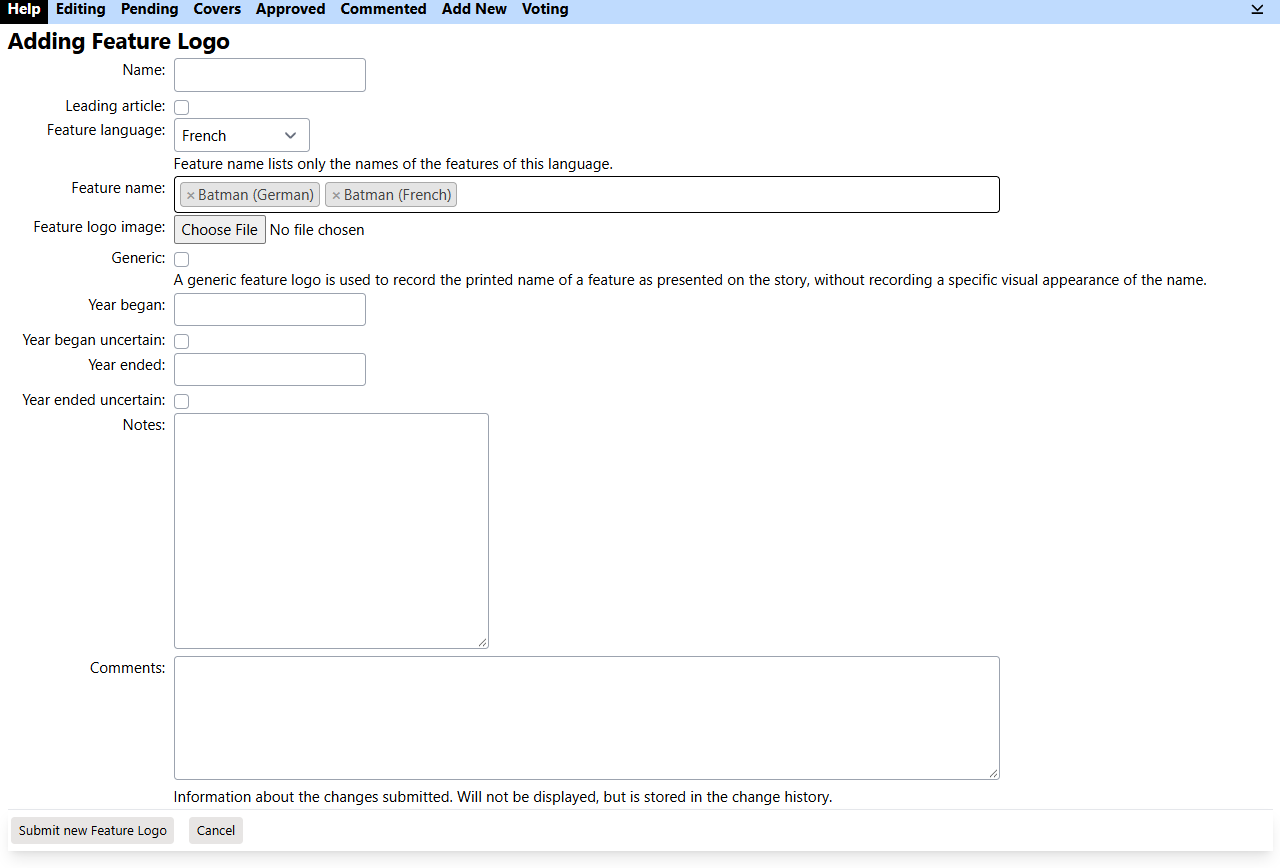 Help Editing Pending Covers Approved Commented Add New Voting
Adding Feature Logo
Name:
Leading article:
Feature language: French
Feature name lists only the names of the features of this language.
Feature name: ×Batman (German) ×Batman (French)
Feature logo image: Choose File No file chosen
Generic:
A generic feature logo is used to record the printed name of a feature as presented on the story, without recording a specific visual appearance of the name.
Year began:
Year began uncertain:
Year ended:
Year ended uncertain:
Notes:
Comments:
Information about the changes submitted. Will not be displayed, but is stored in the change history.
Submit new Feature Logo Cancel